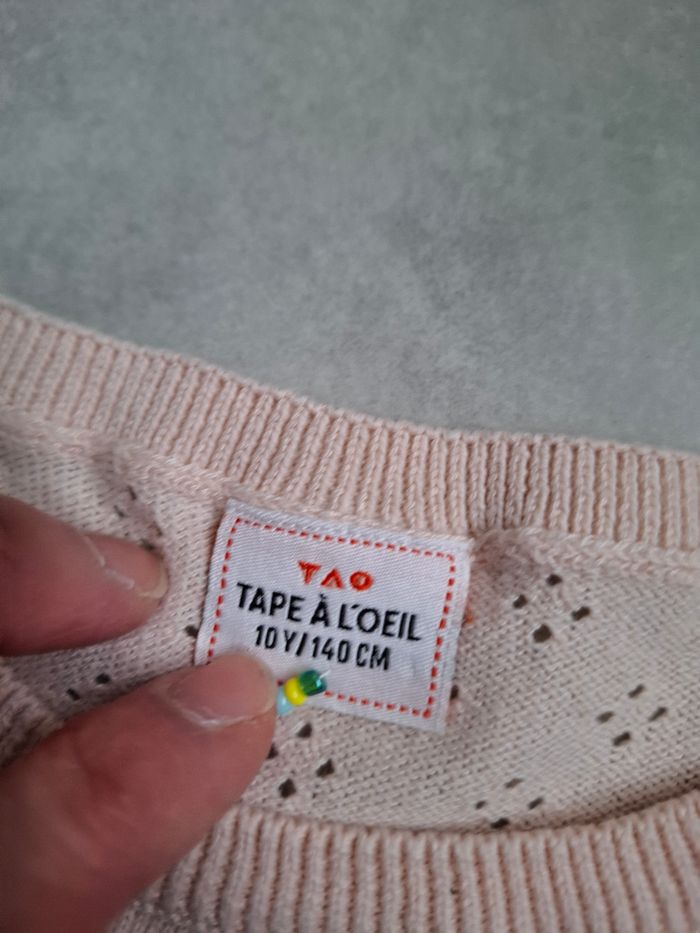 TAO
TAPE À L'OEIL
10 Y/140 CM